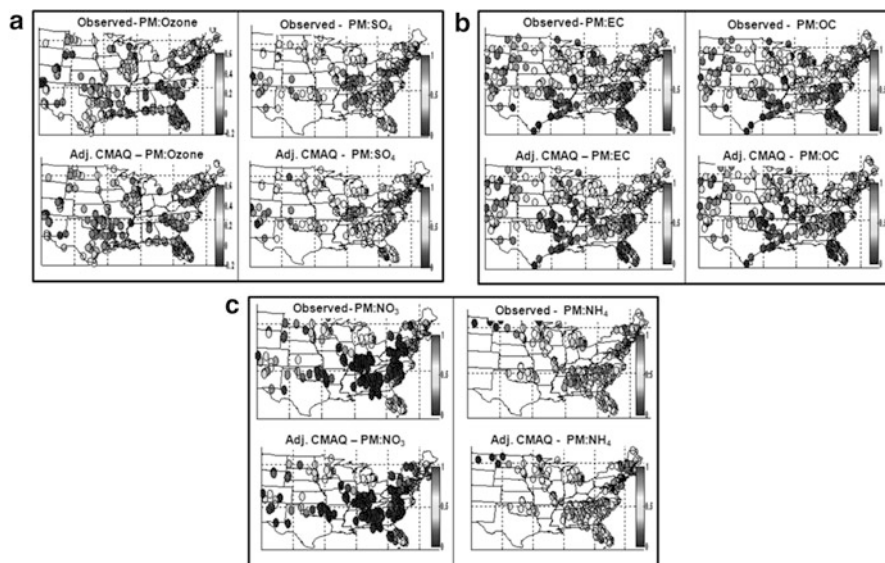 a
Observed-PM:Ozone
Observed - PM:SO₄
Adj. CMAQ – PM:Ozone
Adj. CMAQ - PM:SO₄
b
Observed-PM:EC
Observed - PM:OC
Adj. CMAQ – PM:EC
Adj. CMAQ - PM:OC
c
Observed-PM:NO₃
Observed - PM:NH₄
Adj. CMAQ – PM:NO₃
Adj. CMAQ - PM:NH₄